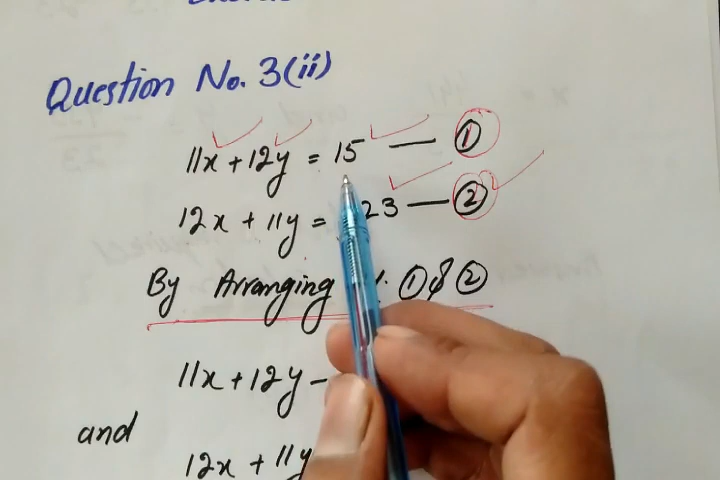 Question No. 3(ii)
11x + 12y = 15 — ①
12x + 11y = 23 — ②
By Arranging ① & ②
11x + 12y -
and
12x + 11y